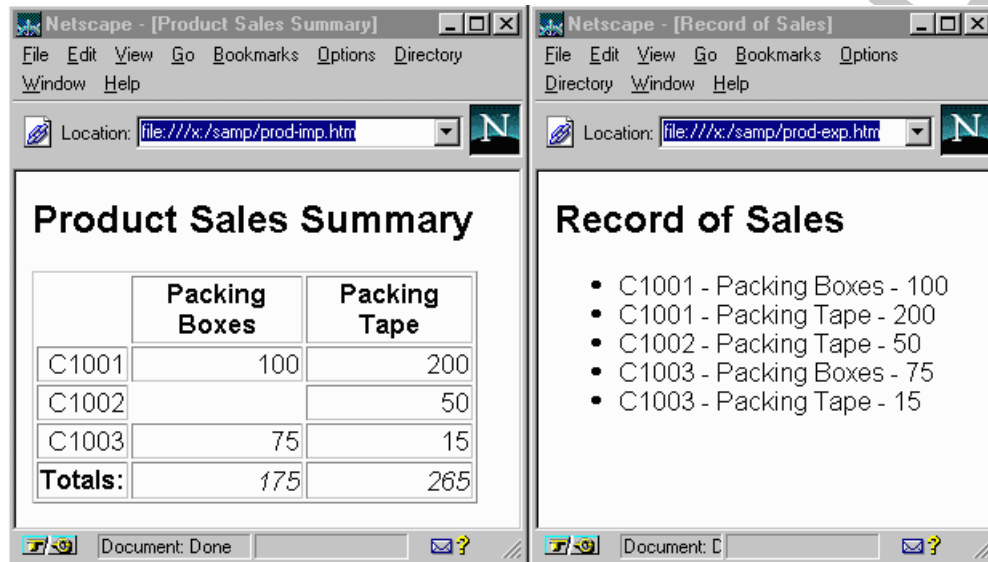 Netscape - [Product Sales Summary]
File Edit View Go Bookmarks Options Directory
Window Help
Location: file:///x:/samp/prod-imp.htm
N
Product Sales Summary
Packing Boxes Packing Tape
C1001 100 200
C1002 50
C1003 75 15
Totals: 175 265
Document: Done
Netscape - [Record of Sales]
File Edit View Go Bookmarks Options
Directory Window Help
Location: file:///x:/samp/prod-exp.htm
N
Record of Sales
• C1001 - Packing Boxes - 100
• C1001 - Packing Tape - 200
• C1002 - Packing Tape - 50
• C1003 - Packing Boxes - 75
• C1003 - Packing Tape - 15
Document: D